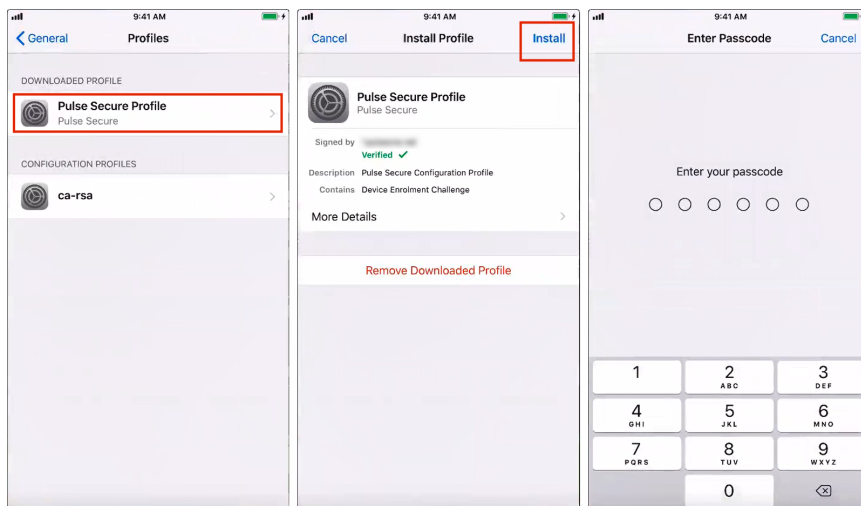 9:41 AM
General
Profiles
DOWNLOADED PROFILE
Pulse Secure Profile
Pulse Secure
CONFIGURATION PROFILES
ca-rsa
9:41 AM
Cancel
Install Profile
Install
Pulse Secure Profile
Pulse Secure
Signed by
Verified ✓
Description Pulse Secure Configuration Profile
Contains Device Enrolment Challenge
More Details
Remove Downloaded Profile
9:41 AM
Enter Passcode
Cancel
Enter your passcode
1
2
ABC
3
DEF
4
GHI
5
JKL
6
MNO
7
PQRS
8
TUV
9
WXYZ
0